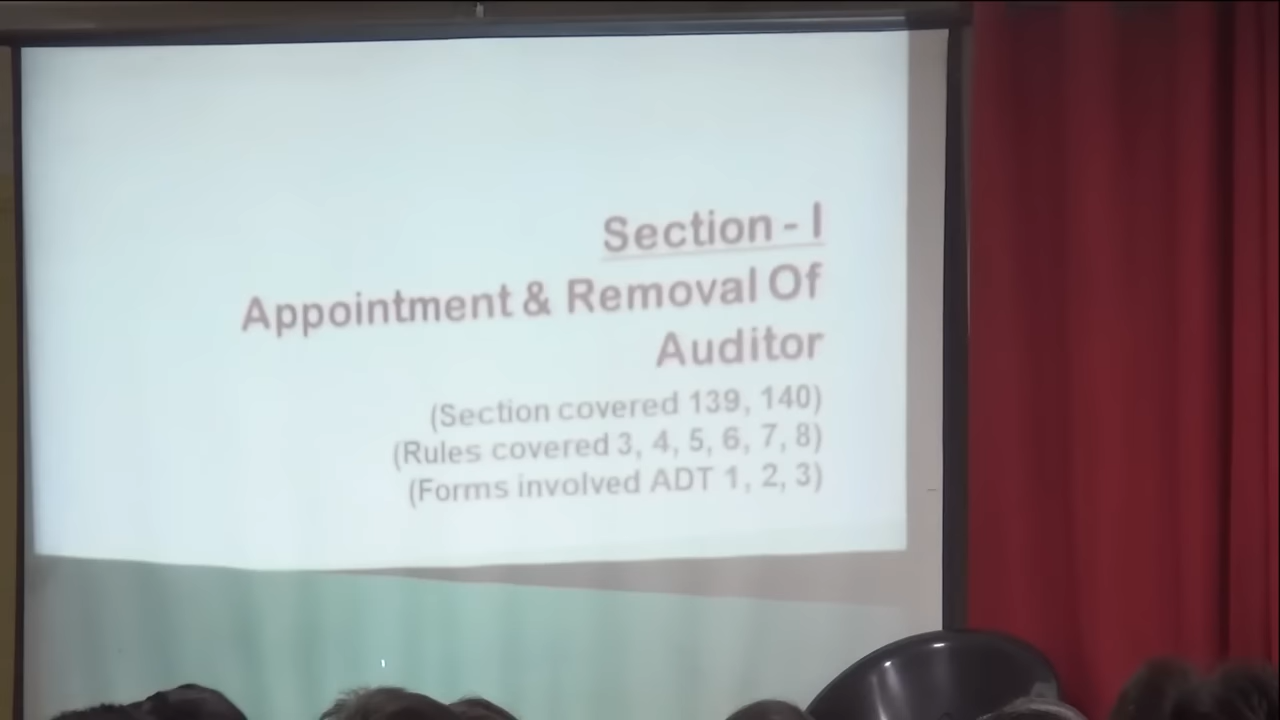 Section - I
Appointment & Removal Of
Auditor
(Section covered 139, 140)
(Rules covered 3, 4, 5, 6, 7, 8)
(Forms involved ADT 1, 2, 3)